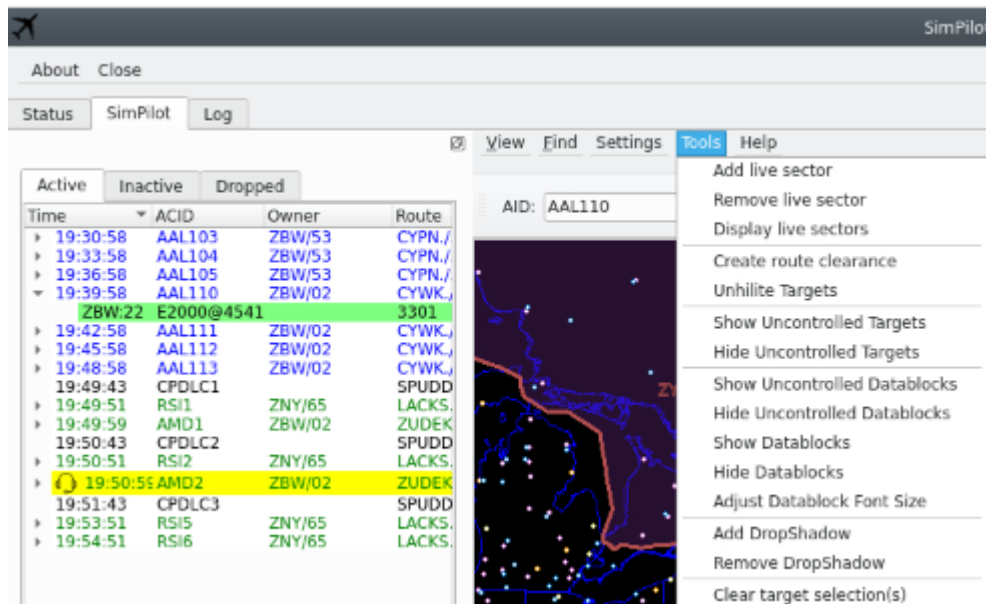 SimPilo
About Close
Status SimPilot Log
View Find Settings Tools Help
Active Inactive Dropped
AID: AAL110
Time ACID Owner Route
19:30:58 AAL103 ZBW/53 CYPN./
19:33:58 AAL104 ZBW/53 CYPN./
19:36:58 AAL105 ZBW/53 CYPN./
19:39:58 AAL110 ZBW/02 CYWK./
ZBW:22 E2000@4541 3301
19:42:58 AAL111 ZBW/02 CYWK./
19:45:58 AAL112 ZBW/02 CYWK./
19:48:58 AAL113 ZBW/02 CYWK./
19:49:43 CPDLC1 SPUDD
19:49:51 RSI1 ZNY/65 LACKS.
19:49:59 AMD1 ZBW/02 ZUDEK
19:50:43 CPDLC2 SPUDD
19:50:51 RSI2 ZNY/65 LACKS.
19:50:59 AMD2 ZBW/02 ZUDEK
19:51:43 CPDLC3 SPUDD
19:53:51 RSI5 ZNY/65 LACKS.
19:54:51 RSI6 ZNY/65 LACKS.
ZY
Add live sector
Remove live sector
Display live sectors
Create route clearance
Unhilite Targets
Show Uncontrolled Targets
Hide Uncontrolled Targets
Show Uncontrolled Datablocks
Hide Uncontrolled Datablocks
Show Datablocks
Hide Datablocks
Adjust Datablock Font Size
Add DropShadow
Remove DropShadow
Clear target selection(s)